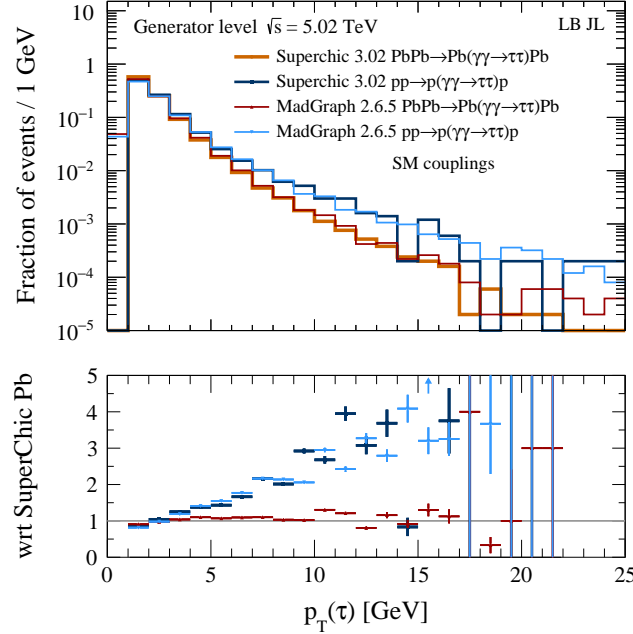 Generator level √s = 5.02 TeV LB JL
Superchic 3.02 PbPb→Pb(γγ→ττ)Pb
Superchic 3.02 pp→p(γγ→ττ)p
MadGraph 2.6.5 PbPb→Pb(γγ→ττ)Pb
MadGraph 2.6.5 pp→p(γγ→ττ)p
SM couplings
Fraction of events / 1 GeV
1
10⁻¹
10⁻²
10⁻³
10⁻⁴
10⁻⁵
wrt SuperChic Pb
5
4
3
2
1
0
0 5 10 15 20 25
p_T(τ) [GeV]